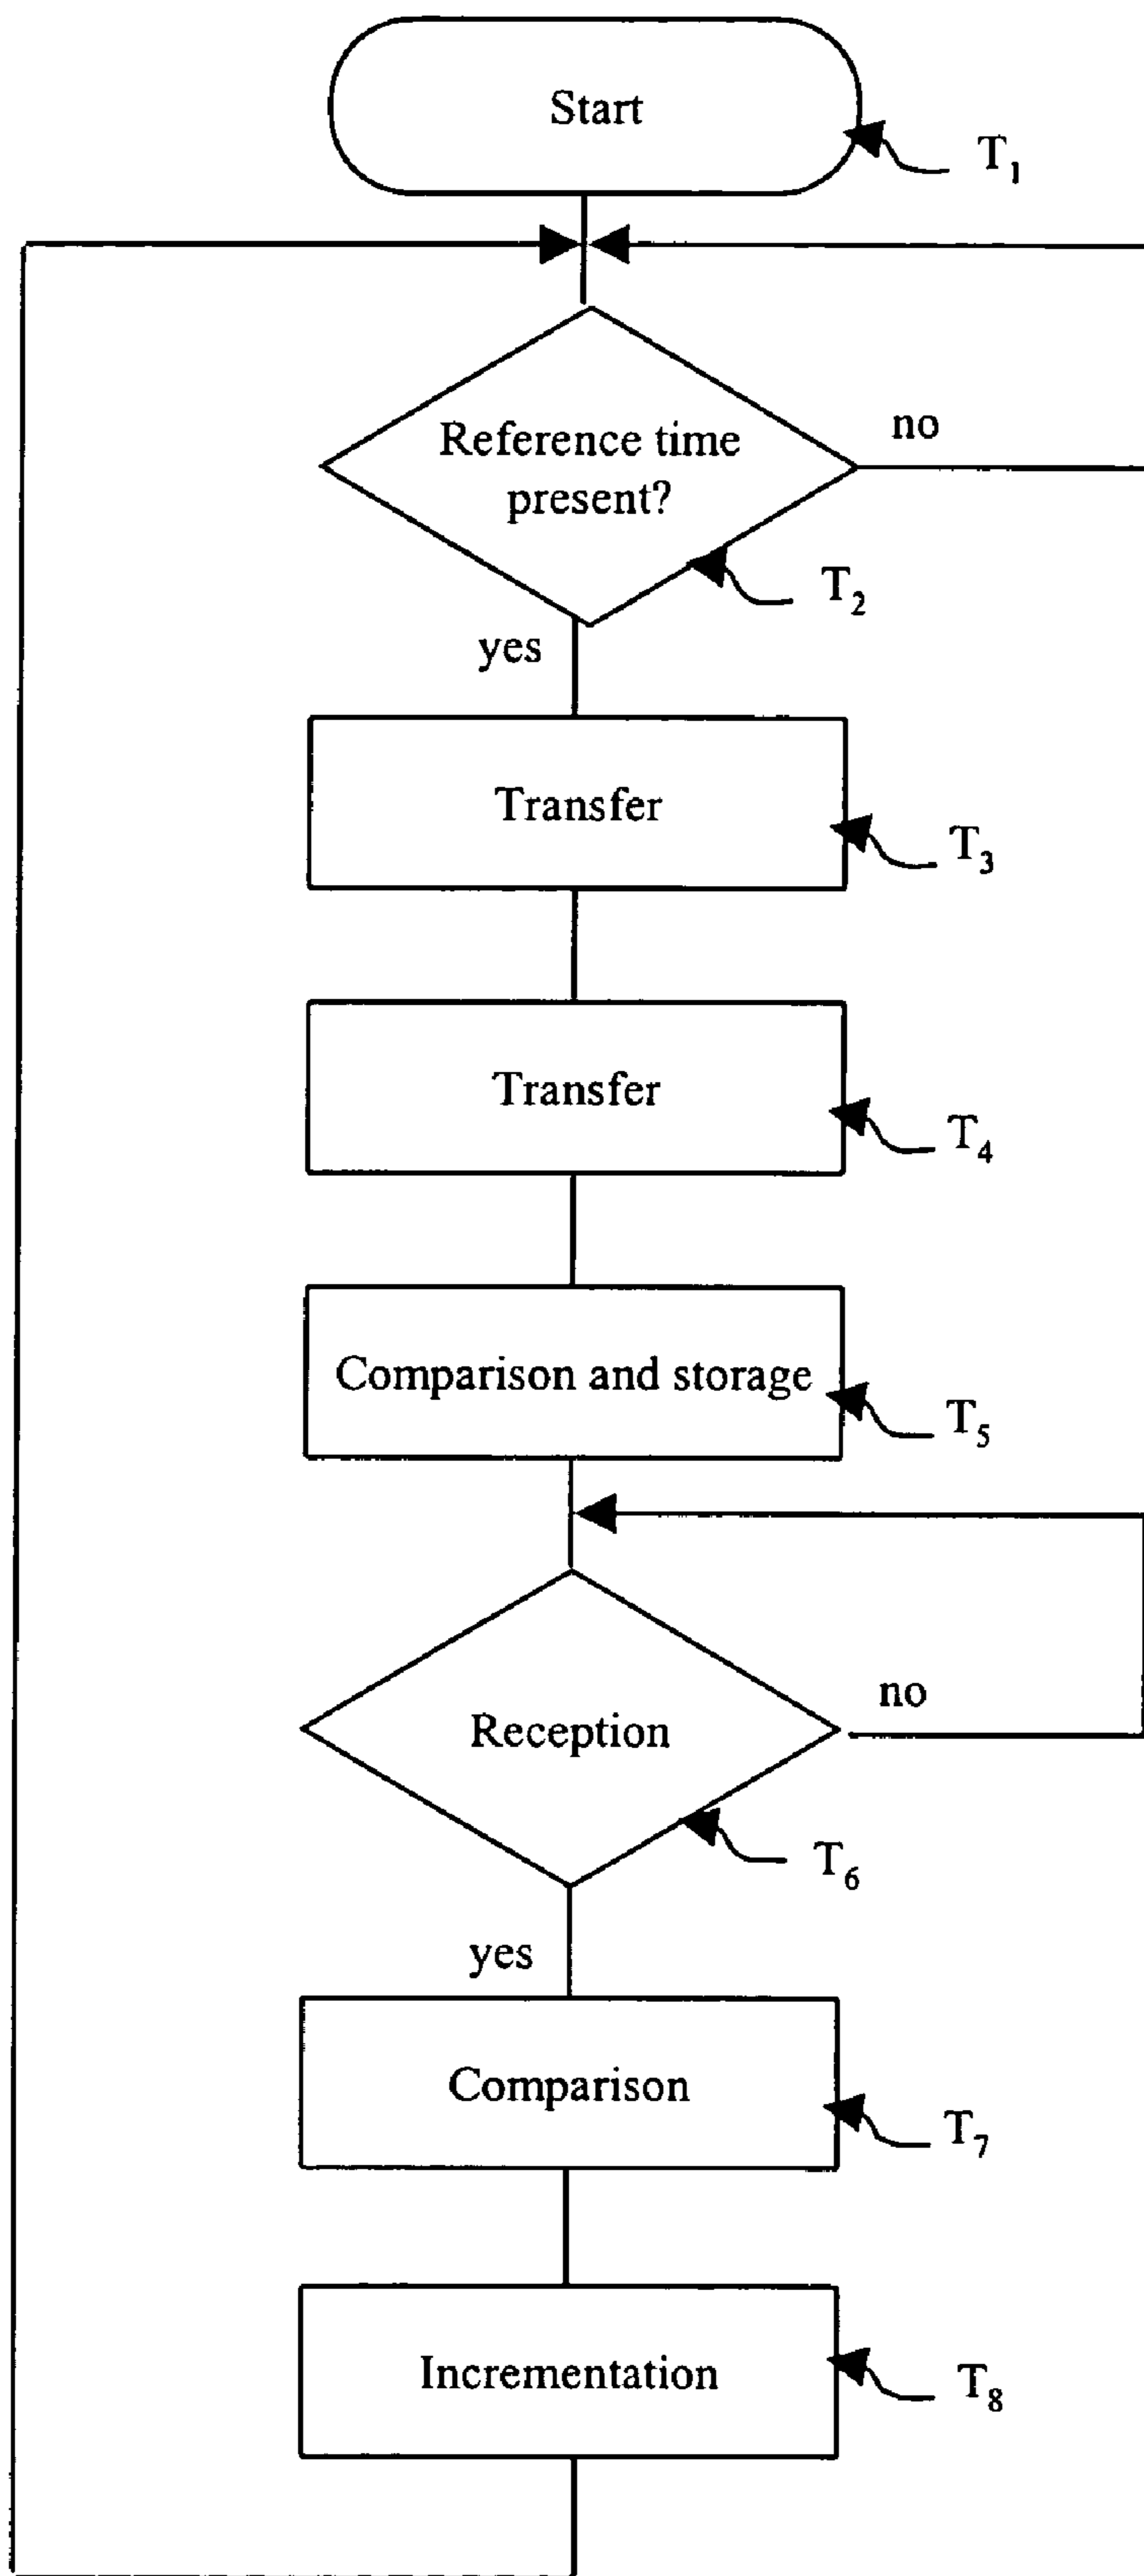 Start
T₁
Reference time
present?
no
T₂
yes
Transfer
T₃
Transfer
T₄
Comparison and storage
T₅
Reception
no
T₆
yes
Comparison
T₇
Incrementation
T₈